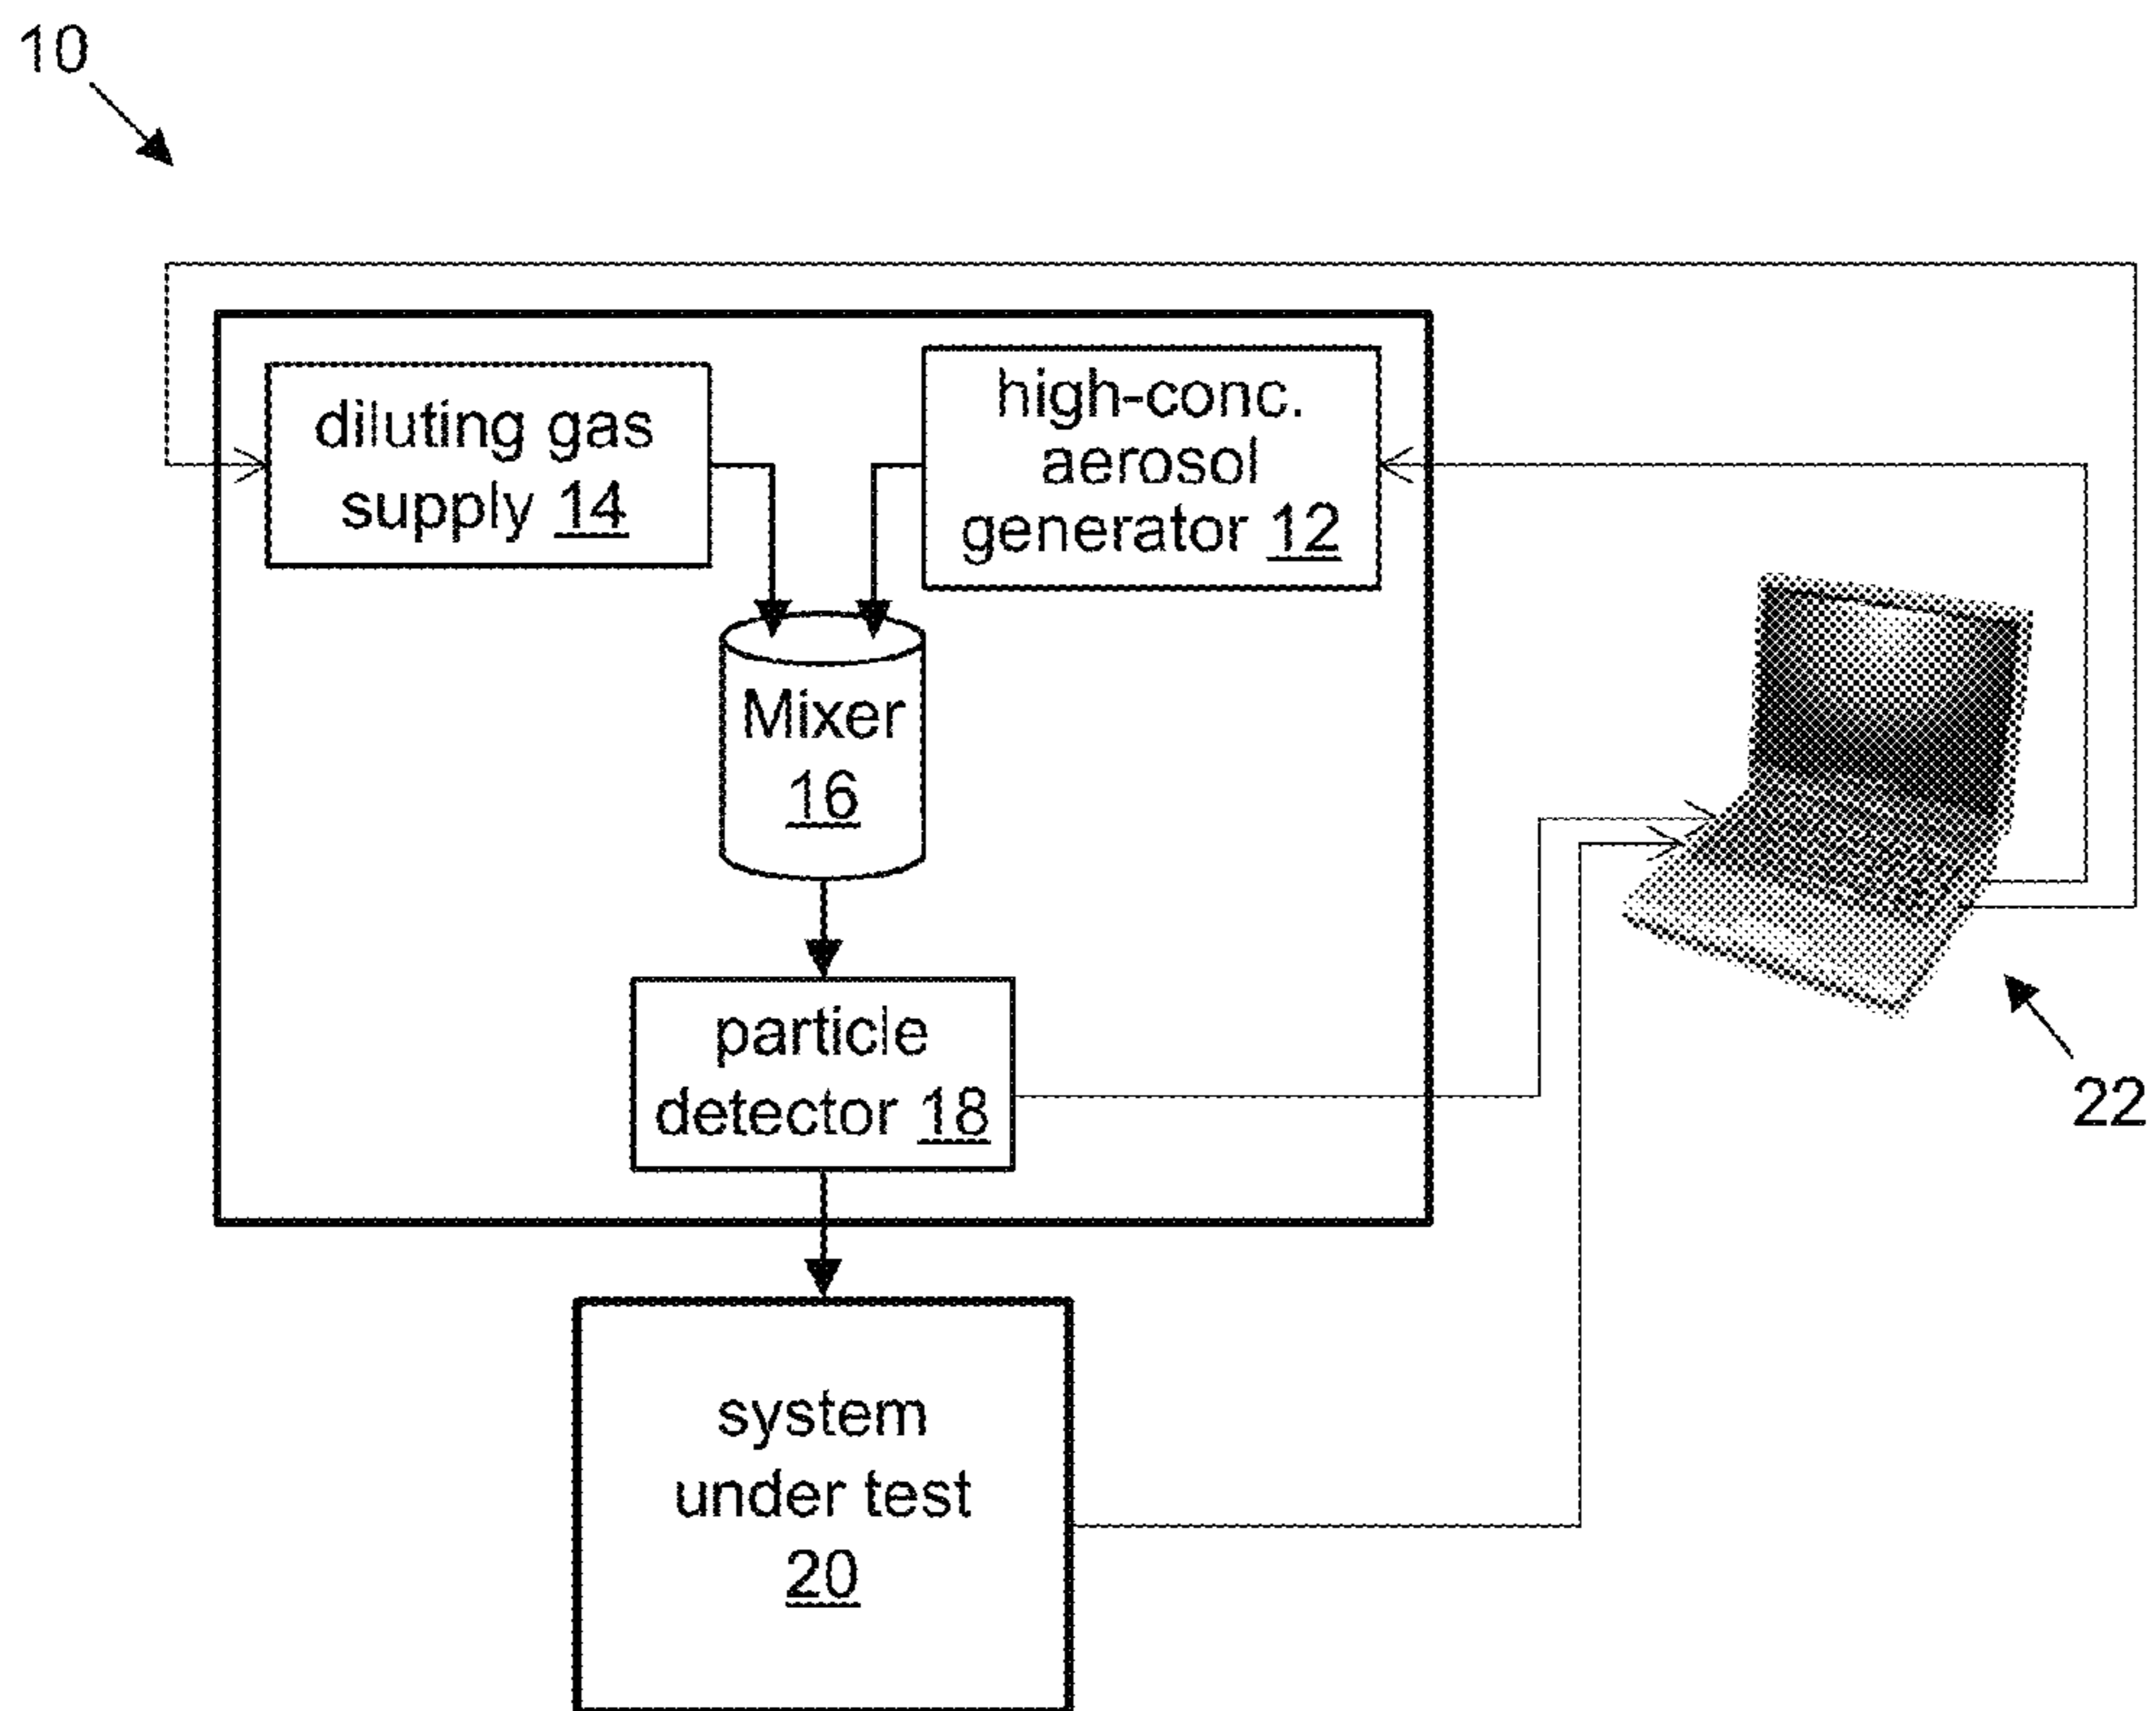 10
diluting gas
supply 14
high-conc.
aerosol
generator 12
Mixer
16
particle
detector 18
22
system
under test
20